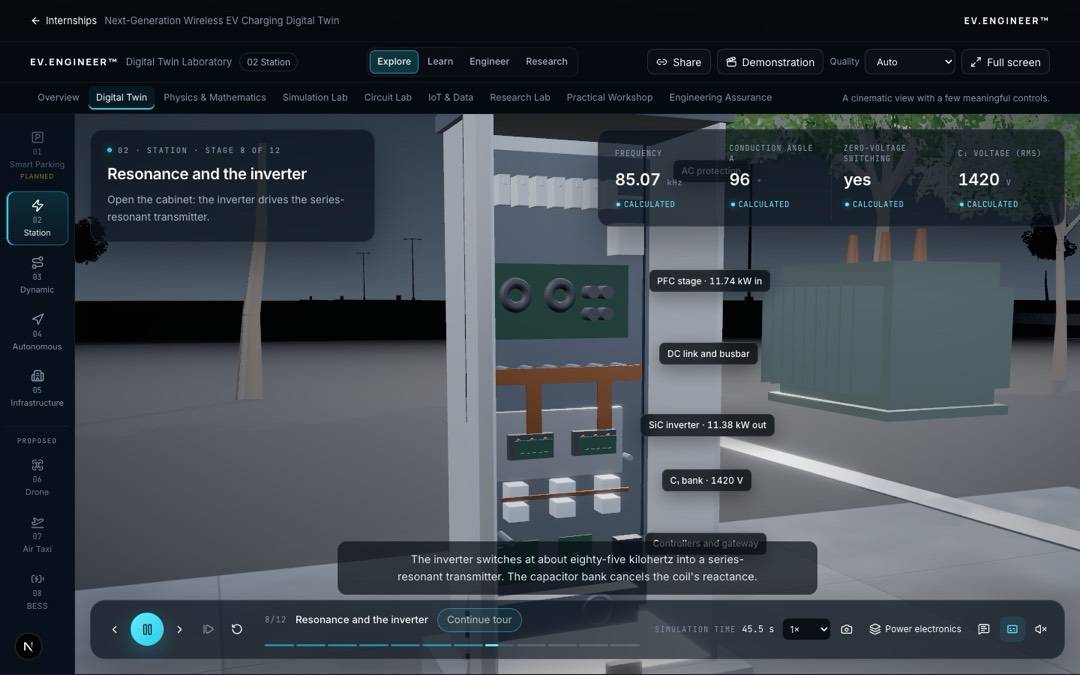 ← Internships Next-Generation Wireless EV Charging Digital Twin EV.ENGINEER™
EV.ENGINEER™ Digital Twin Laboratory 02 Station Explore Learn Engineer Research Share Demonstration Quality Auto Full screen
Overview Digital Twin Physics & Mathematics Simulation Lab Circuit Lab IoT & Data Research Lab Practical Workshop Engineering Assurance A cinematic view with a few meaningful controls.
01
Smart Parking
PLANNED
02
Station
03
Dynamic
04
Autonomous
05
Infrastructure
PROPOSED
06
Drone
07
Air Taxi
08
BESS
N
02 · STATION · STAGE 8 OF 12
Resonance and the inverter
Open the cabinet: the inverter drives the series-
resonant transmitter.
FREQUENCY
85.07 kHz
CALCULATED
CONDUCTION ANGLE
A
96 °
CALCULATED
ZERO-VOLTAGE
SWITCHING
yes
CALCULATED
C₁ VOLTAGE (RMS)
1420 V
CALCULATED
AC protection
PFC stage · 11.74 kW in
DC link and busbar
SiC inverter · 11.38 kW out
C₁ bank · 1420 V
Controllers and gateway
The inverter switches at about eighty-five kilohertz into a series-
resonant transmitter. The capacitor bank cancels the coil's reactance.
8/12 Resonance and the inverter Continue tour SIMULATION TIME 45.5 s 1× Power electronics